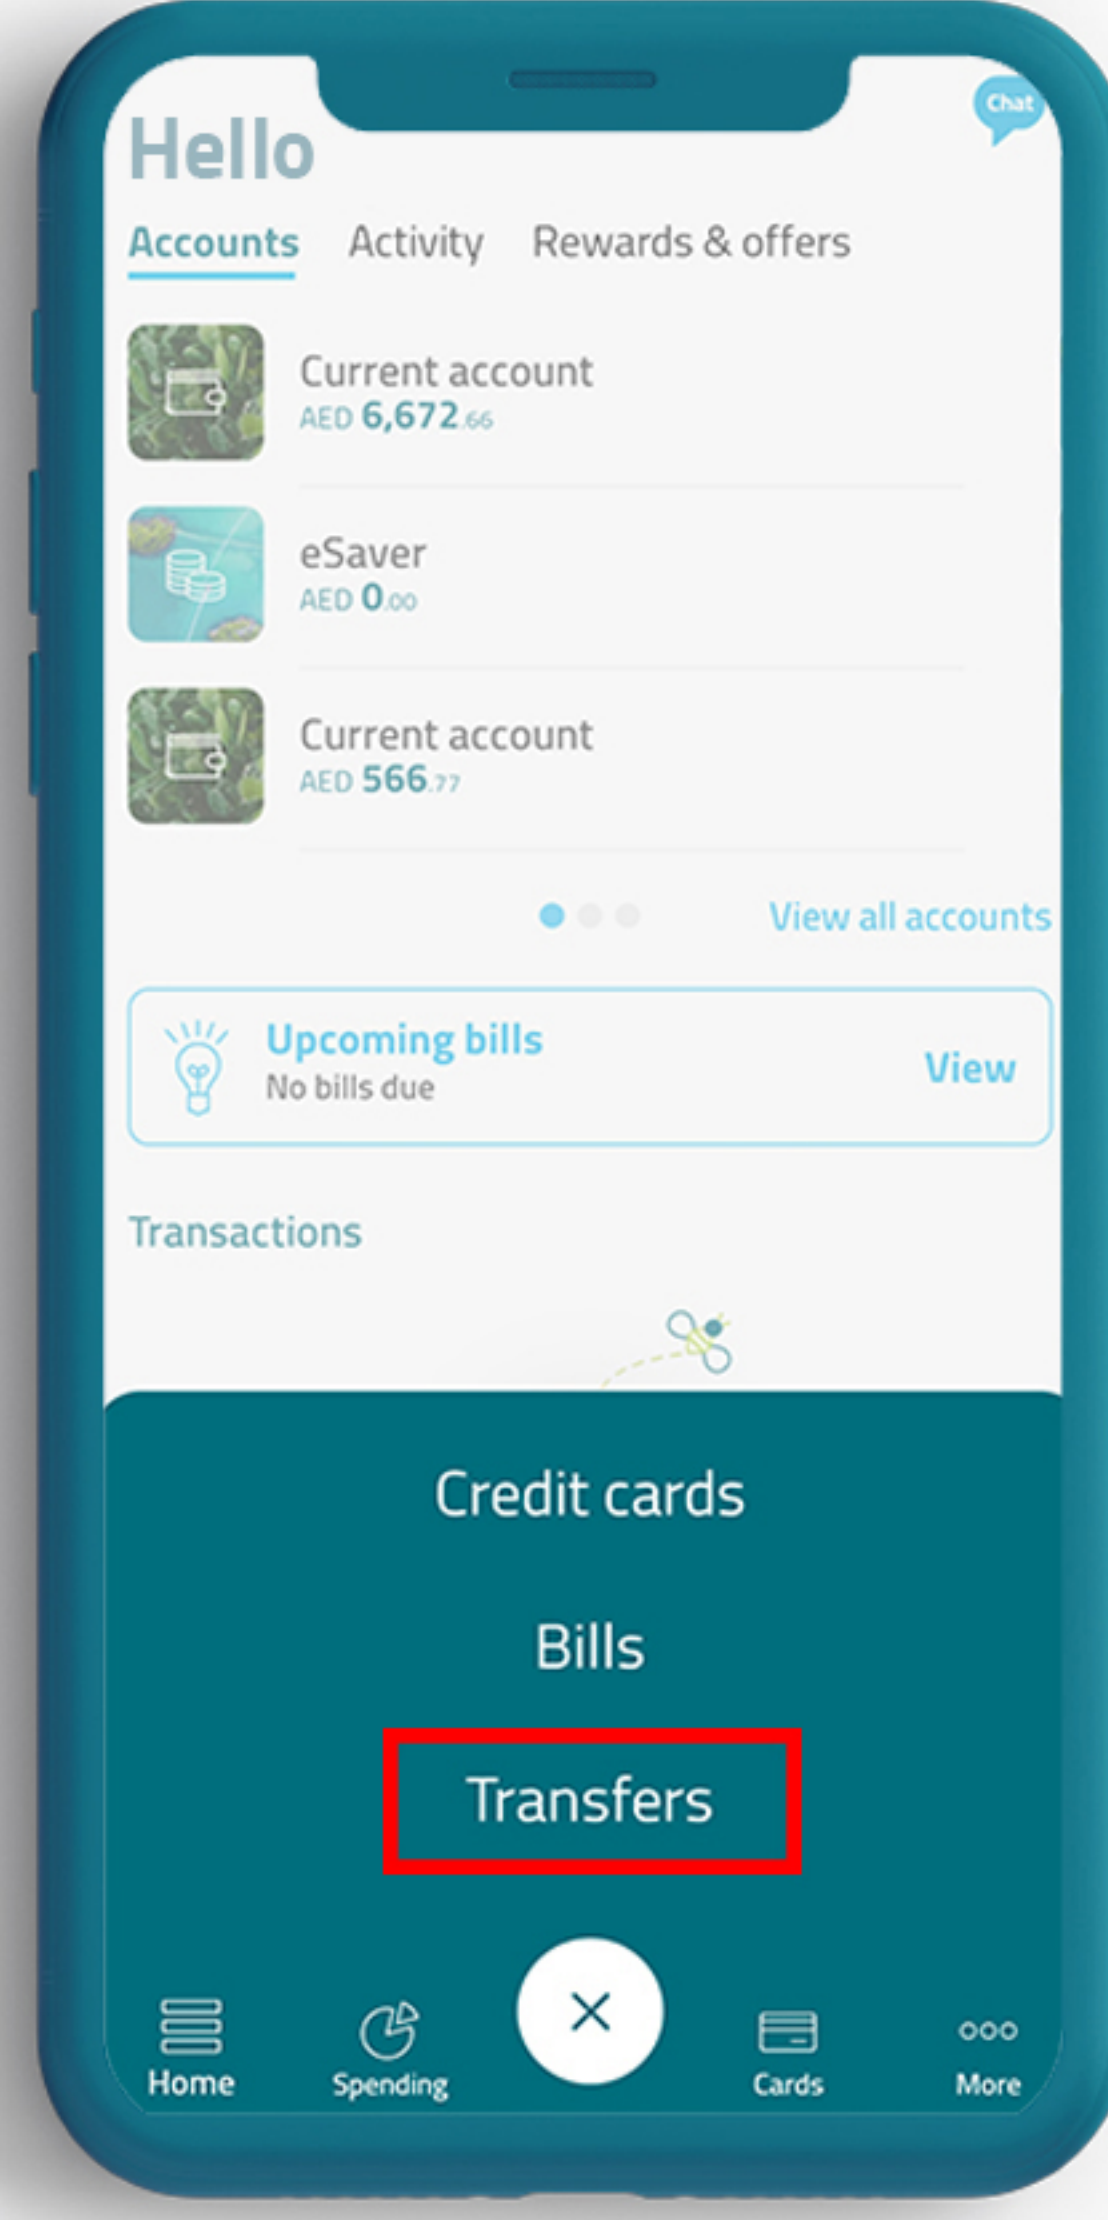 Chat
Hello
Accounts Activity Rewards & offers
Current account
AED 6,672.66
eSaver
AED 0.00
Current account
AED 566.77
View all accounts
Upcoming bills
No bills due
View
Transactions
Credit cards
Bills
Transfers
Home Spending Cards More